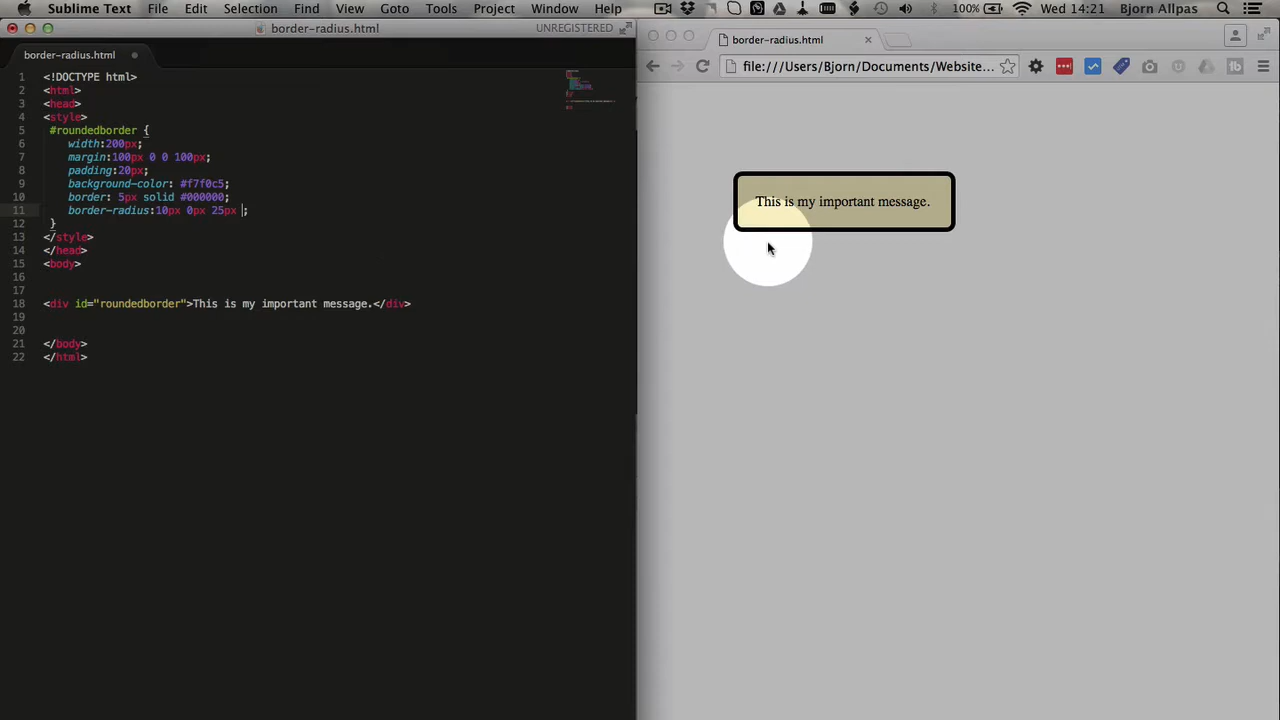 Sublime Text File Edit Selection Find View Goto Tools Project Window Help 100% Wed 14:21 Bjorn Allpas
border-radius.html UNREGISTERED
border-radius.html
1 <!DOCTYPE html>
2 <html>
3 <head>
4 <style>
5 #roundedborder {
6 width:200px;
7 margin:100px 0 0 100px;
8 padding:20px;
9 background-color: #f7f0c5;
10 border: 5px solid #000000;
11 border-radius:10px 0px 25px ;
12 }
13 </style>
14 </head>
15 <body>
16
17
18 <div id="roundedborder">This is my important message.</div>
19
20
21 </body>
22 </html>
border-radius.html
file:///Users/Bjorn/Documents/Website...
This is my important message.